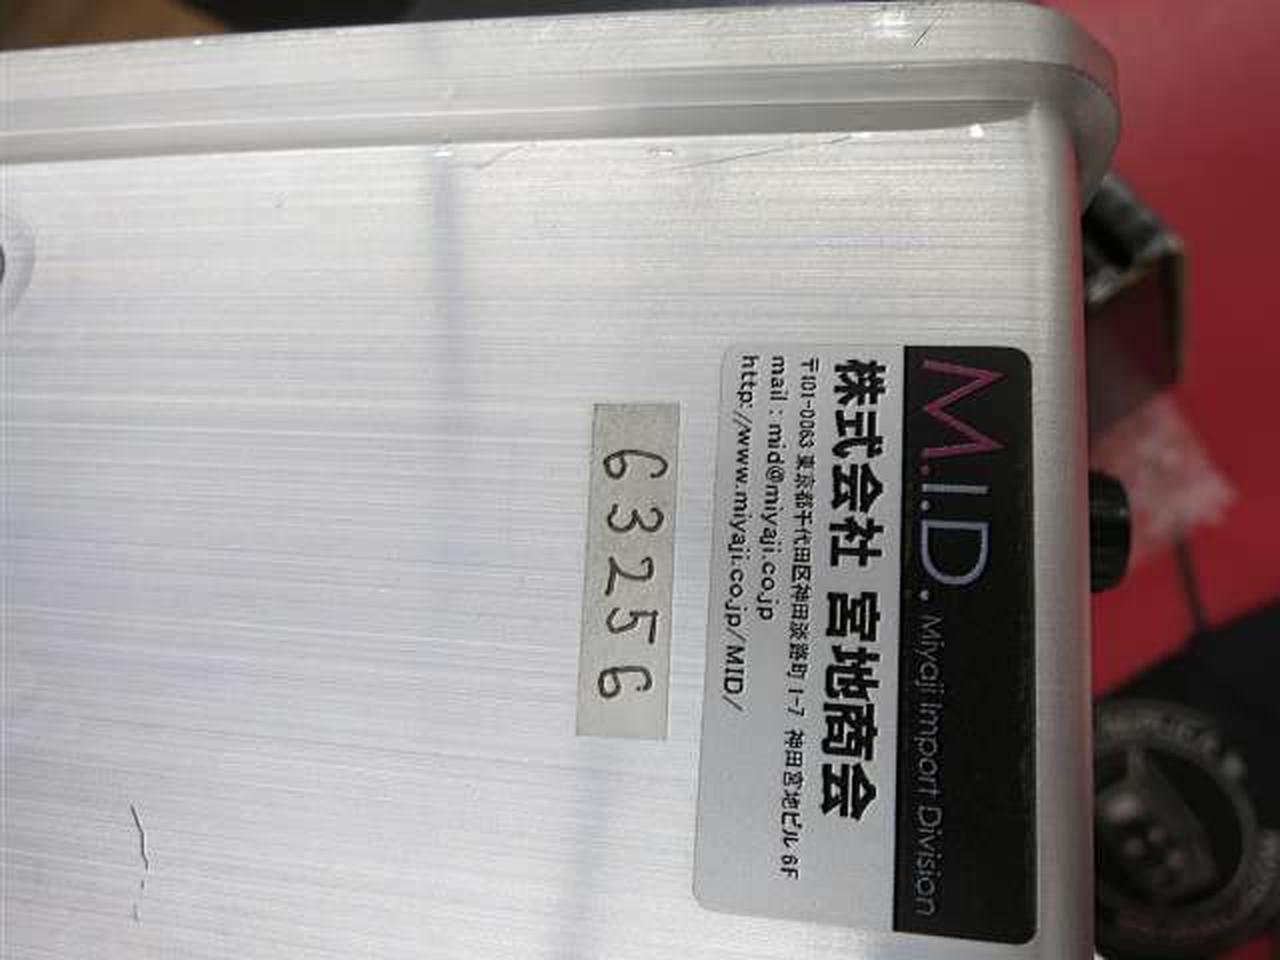 M.I.D. Miyaji Import Division
株式会社 宮地商会
〒101-0063 東京都千代田区神田淡路町 1-7 神田宮地ビル 6F
mail : mid@miyaji.co.jp
http://www.miyaji.co.jp/MID/
63256